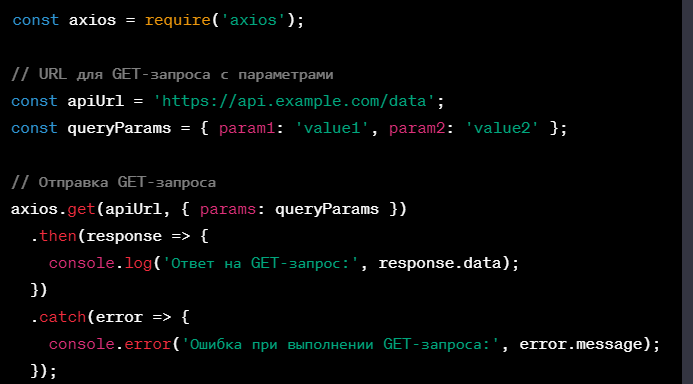 const axios = require('axios');
// URL для GET-запроса с параметрами
const apiUrl = 'https://api.example.com/data';
const queryParams = { param1: 'value1', param2: 'value2' };
// Отправка GET-запроса
axios.get(apiUrl, { params: queryParams })
.then(response => {
console.log('Ответ на GET-запрос:', response.data);
})
.catch(error => {
console.error('Ошибка при выполнении GET-запроса:', error.message);
});